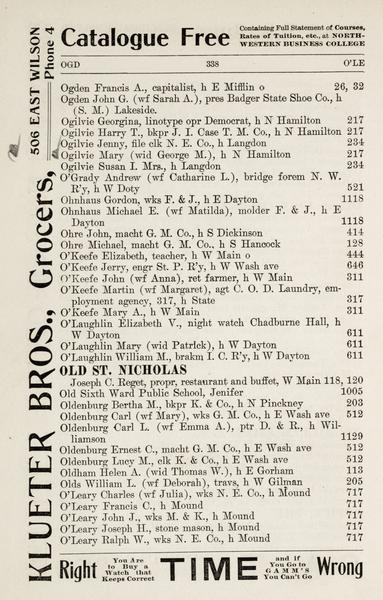 Catalogue Free
Containing Full Statement of Courses,
Rates of Tuition, etc., at NORTH-
WESTERN BUSINESS COLLEGE
OGD 338 O'LE
Ogden Francis A., capitalist, h E Mifflin o 26, 32
Ogden John G. (wf Sarah A.), pres Badger State Shoe Co., h
(S. M.) Lakeside.
Ogilvie Georgina, linotype opr Democrat, h N Hamilton 217
Ogilvie Harry T., bkpr J. I. Case T. M. Co., h N Hamilton 217
Ogilvie Jenny, file clk N. E. Co., h Langdon 234
Ogilvie Mary (wid George M.), h N Hamilton 217
Ogilvie Susan I. Mrs., h Langdon 234
O'Grady Andrew (wf Catharine L.), bridge forem N. W.
R'y, h W Doty 521
Ohnhaus Gordon, wks F. & J., h E Dayton 1118
Ohnhaus Michael E. (wf Matilda), molder F. & J., h E
Dayton 1118
Ohre John, macht G. M. Co., h S Dickinson 414
Ohre Michael, macht G. M. Co., h S Hancock 128
O'Keefe Elizabeth, teacher, h W Main o 444
O'Keefe Jerry, engr St. P. R'y, h W Wash ave 646
O'Keefe John (wf Anna), ret farmer, h W Main 311
O'Keefe Martin (wf Margaret), agt C. O. D. Laundry, em-
ployment agency, 317, h State 317
O'Keefe Mary A., h W Main 311
O'Laughlin Elizabeth V., night watch Chadburne Hall, h
W Dayton 611
O'Laughlin Mary (wid Patrick), h W Dayton 611
O'Laughlin William M., brakm I. C. R'y, h W Dayton 611
OLD ST. NICHOLAS
Joseph C. Reget, propr, restaurant and buffet, W Main 118, 120
Old Sixth Ward Public School, Jenifer 1005
Oldenburg Bertha M., bkpr K. & Co., h N Pinckney 203
Oldenburg Carl (wf Mary), wks G. M. Co., h E Wash ave 512
Oldenburg Carl L. (wf Emma A.), ptr D. & R., h Wil-
liamson 1129
Oldenburg Ernest C., macht G. M. Co., h E Wash ave 512
Oldenburg Lucy M., clk K. & Co., h E Wash ave 512
Oldham Helen A. (wid Thomas W.), h E Gorham 113
Olds William L. (wf Deborah), travs, h W Gilman 205
O'Leary Charles (wf Julia), wks N. E. Co., h Mound 717
O'Leary Francis C., h Mound 717
O'Leary John J., wks M. & K., h Mound 717
O'Leary Joseph H., stone mason, h Mound 717
O'Leary Ralph W., wks N. E. Co., h Mound 717
KLUETER BROS., Grocers, 506 EAST WILSON
Phone 4
Right You Are
to Buy a
Watch that
Keeps Correct TIME and if
You Go to
GAMM'S
You Can't Go Wrong